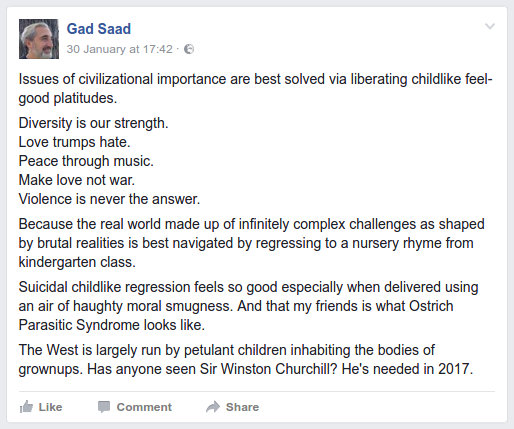 Gad Saad
30 January at 17:42 ·
Issues of civilizational importance are best solved via liberating childlike feel-
good platitudes.
Diversity is our strength.
Love trumps hate.
Peace through music.
Make love not war.
Violence is never the answer.
Because the real world made up of infinitely complex challenges as shaped
by brutal realities is best navigated by regressing to a nursery rhyme from
kindergarten class.
Suicidal childlike regression feels so good especially when delivered using
an air of haughty moral smugness. And that my friends is what Ostrich
Parasitic Syndrome looks like.
The West is largely run by petulant children inhabiting the bodies of
grownups. Has anyone seen Sir Winston Churchill? He's needed in 2017.
Like Comment Share